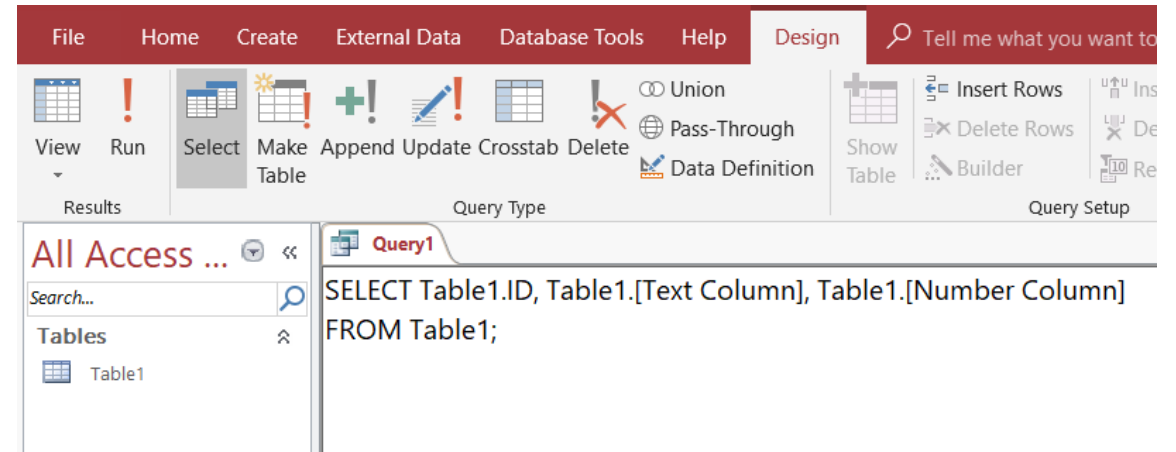 File Home Create External Data Database Tools Help Design Tell me what you want to
View Run Select Make Table Append Update Crosstab Delete
Union
Pass-Through
Data Definition
Show Table
Insert Rows
Delete Rows
Builder
Ins
De
Re
Results Query Type Query Setup
All Access ...
Search...
Tables
Table1
Query1
SELECT Table1.ID, Table1.[Text Column], Table1.[Number Column]
FROM Table1;